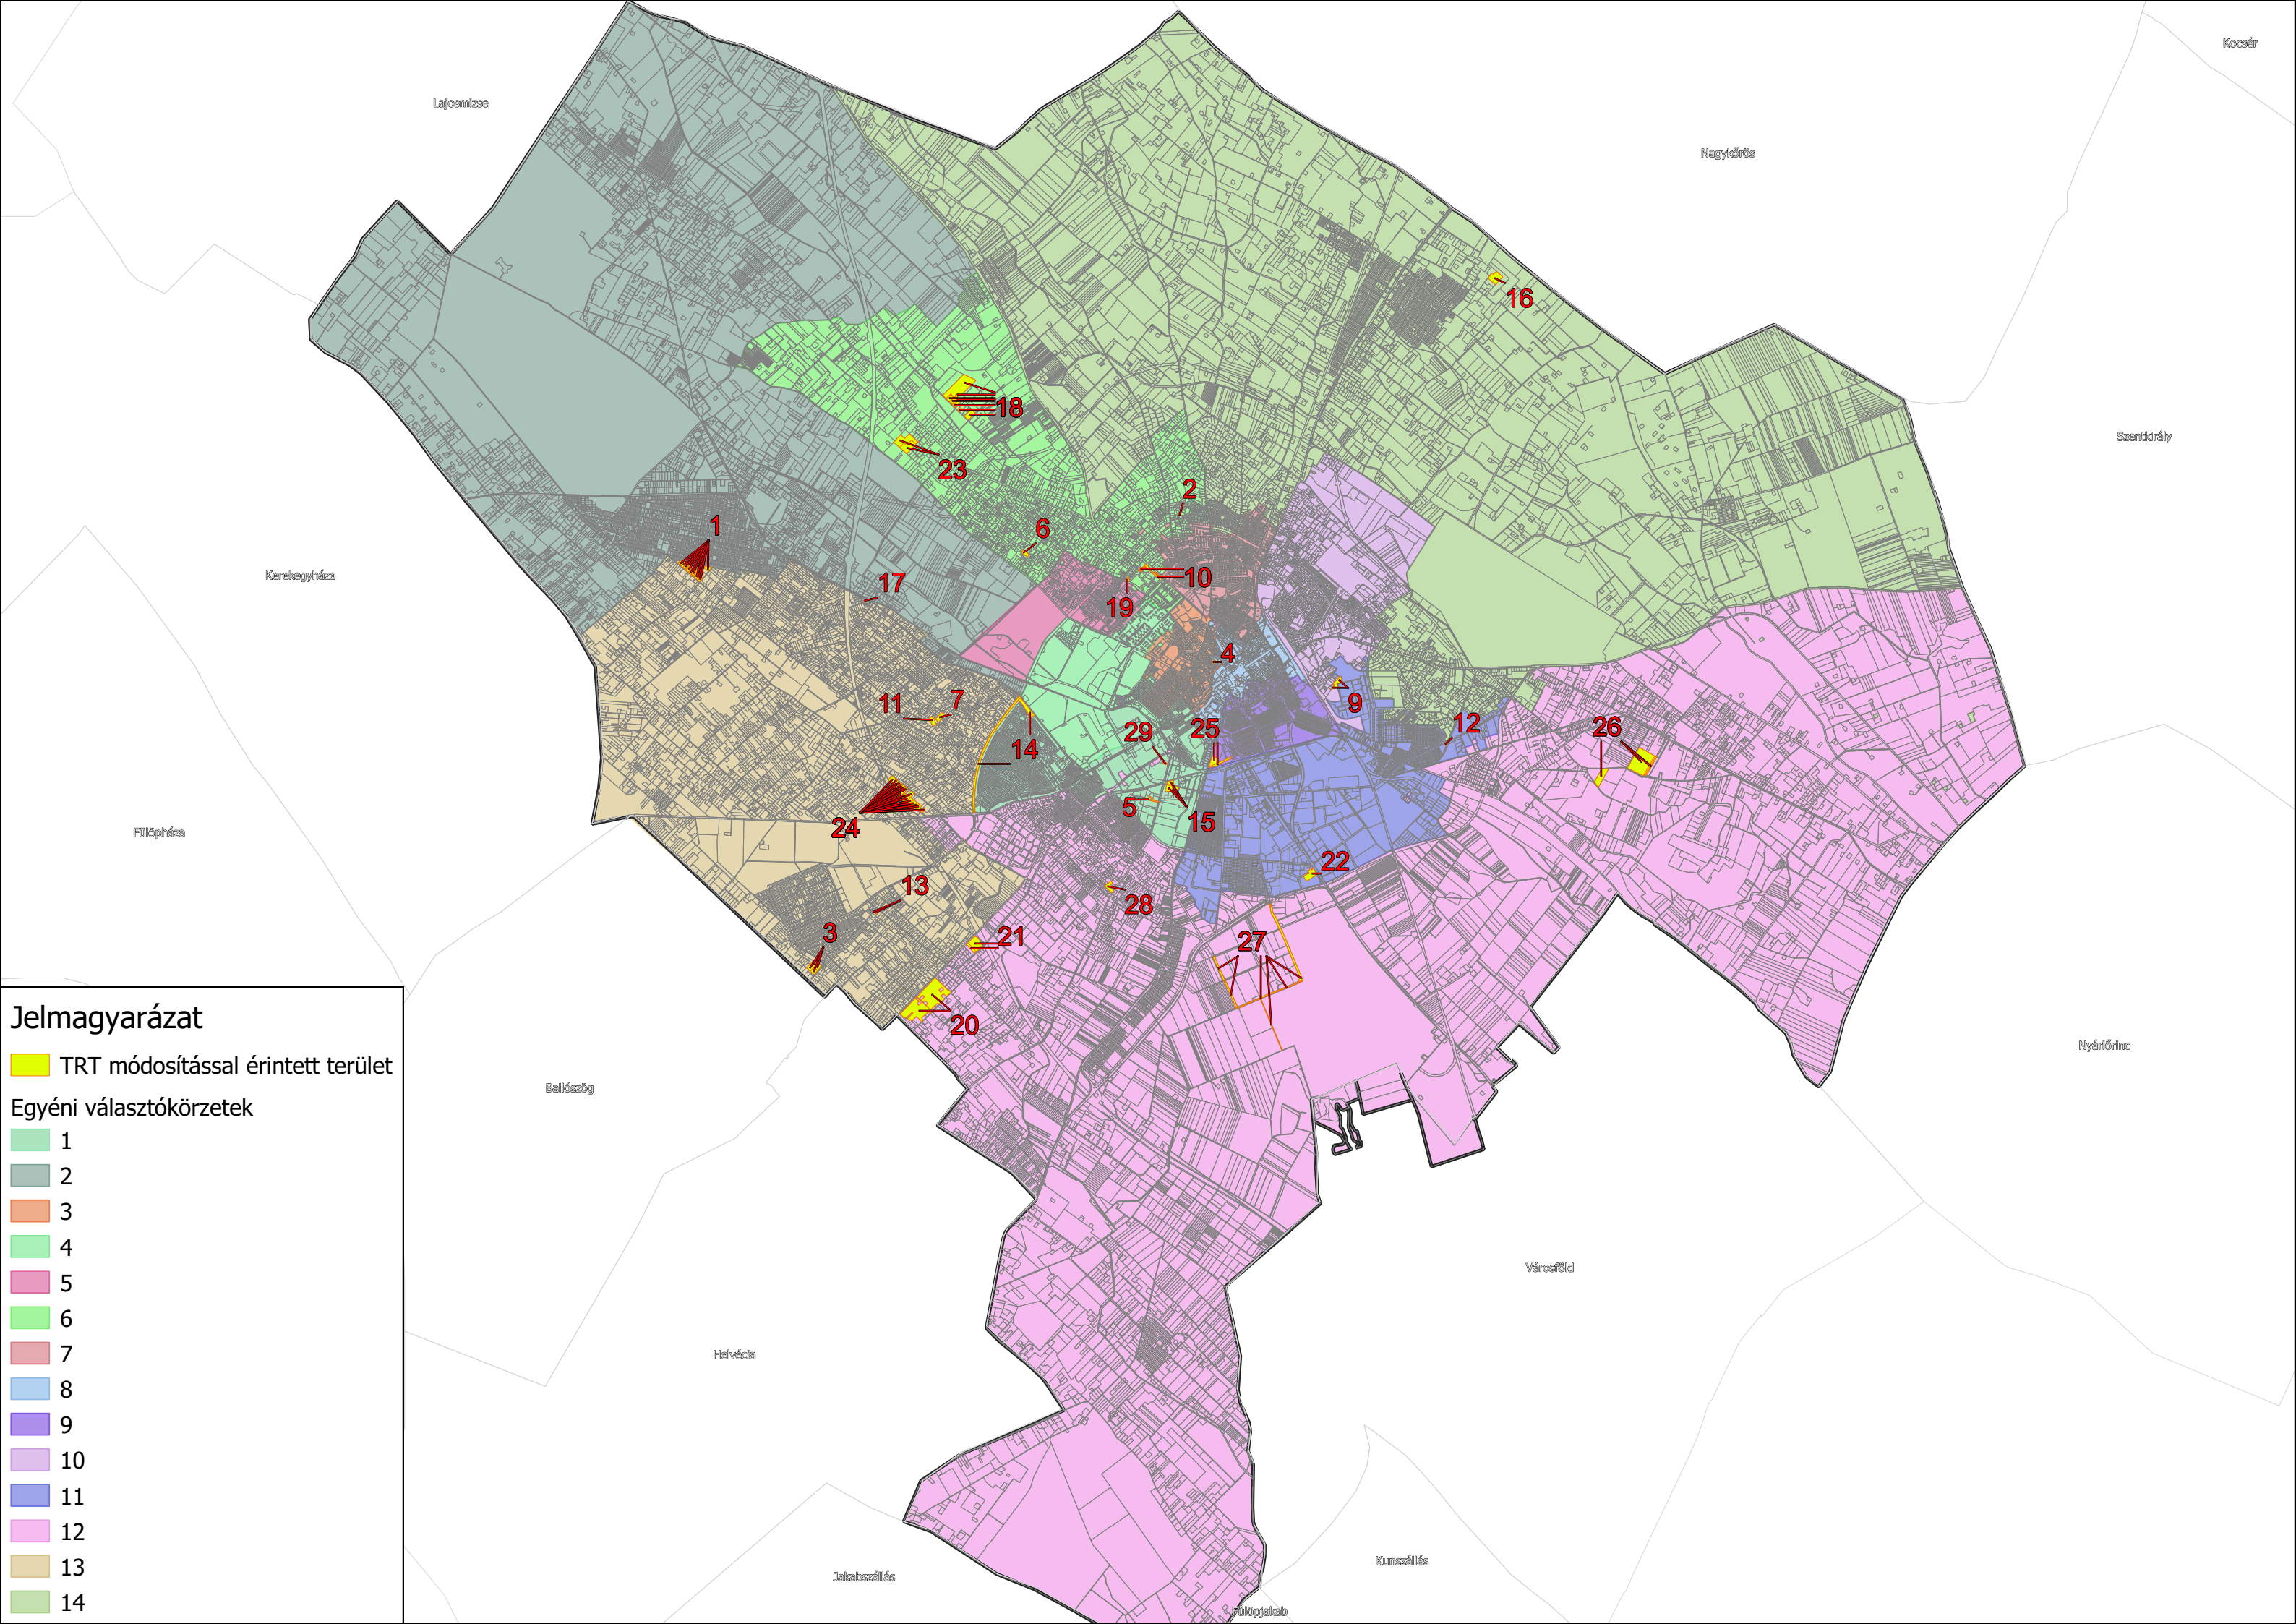 Kocsér
Lajosmizse
Nagykőrös
16
18
Szentkirály
23
2
1
6
Kerekegyháza
17
10
19
4
11
7
9
12
26
14
29
25
5
15
24
Fülöpháza
22
13
28
3
21
27
20
Nyárlőrinc
Ballószög
Városföld
Helvécia
Kunszállás
Jakabszállás
Fülöpjakab
Jelmagyarázat
TRT módosítással érintett terület
Egyéni választókörzetek
1
2
3
4
5
6
7
8
9
10
11
12
13
14